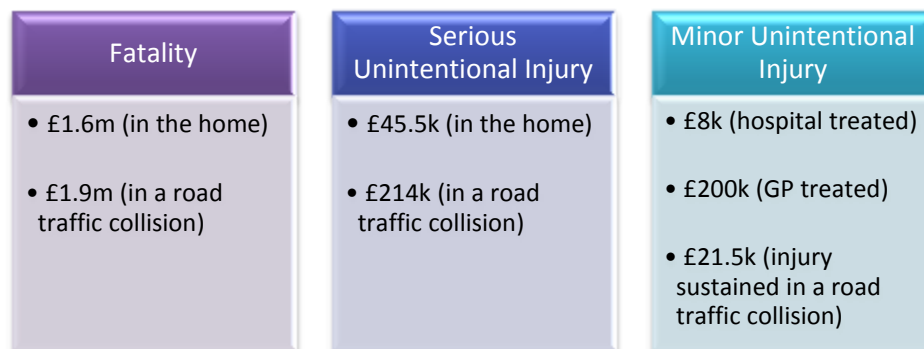 Fatality
• £1.6m (in the home)
• £1.9m (in a road
traffic collision)
Serious
Unintentional Injury
• £45.5k (in the home)
• £214k (in a road
traffic collision)
Minor Unintentional
Injury
• £8k (hospital treated)
• £200k (GP treated)
• £21.5k (injury
sustained in a road
traffic collision)